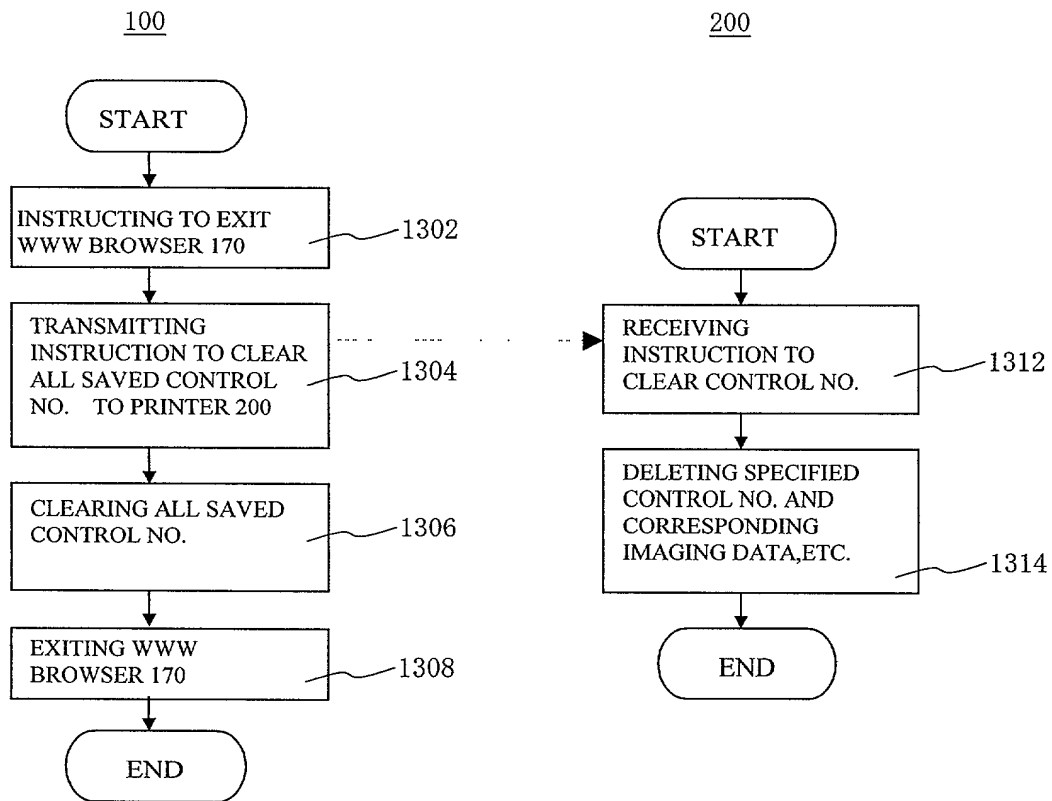 100
START
INSTRUCTING TO EXIT
WWW BROWSER 170
1302
TRANSMITTING
INSTRUCTION TO CLEAR
ALL SAVED CONTROL
NO. TO PRINTER 200
1304
CLEARING ALL SAVED
CONTROL NO.
1306
EXITING WWW
BROWSER 170
1308
END
200
START
RECEIVING
INSTRUCTION TO
CLEAR CONTROL NO.
1312
DELETING SPECIFIED
CONTROL NO. AND
CORRESPONDING
IMAGING DATA,ETC.
1314
END